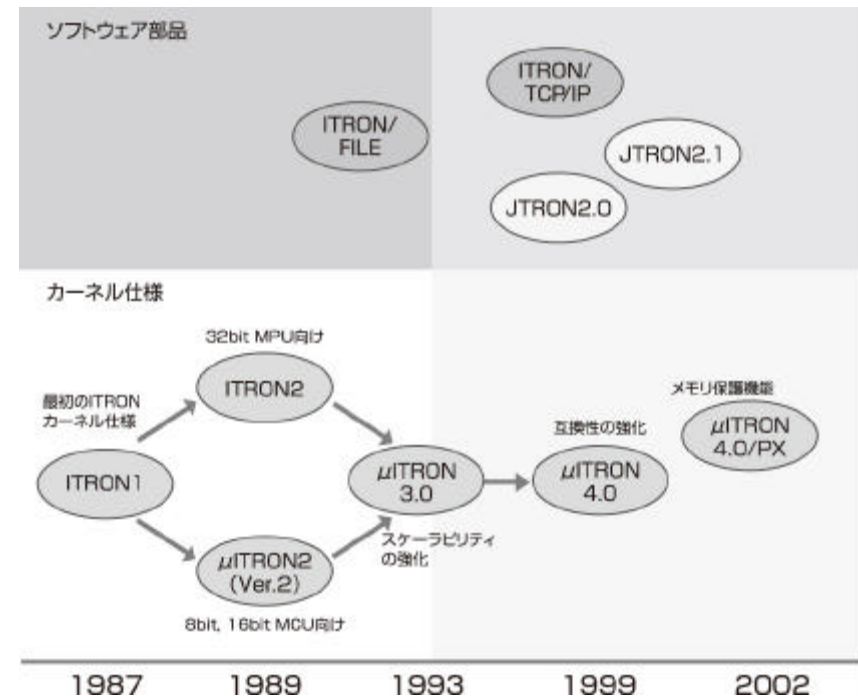 ソフトウェア部品
ITRON/
TCP/IP
ITRON/
FILE
JTRON2.1
JTRON2.0
カーネル仕様
32bit MPU向け
ITRON2
最初のITRON
カーネル仕様
メモリ保護機能
μITRON
4.0/PX
互換性の強化
ITRON1
μITRON
3.0
μITRON
4.0
スケーラビリティ
の強化
μITRON2
(Ver.2)
8bit, 16bit MCU向け
1987 1989 1993 1999 2002